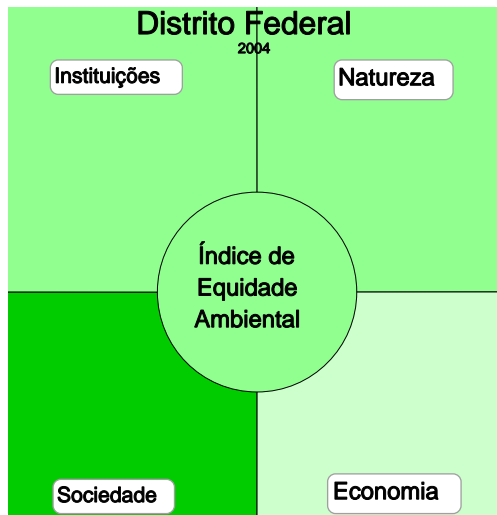 Distrito Federal
2004
Instituições
Natureza
Índice de
Equidade
Ambiental
Sociedade
Economia